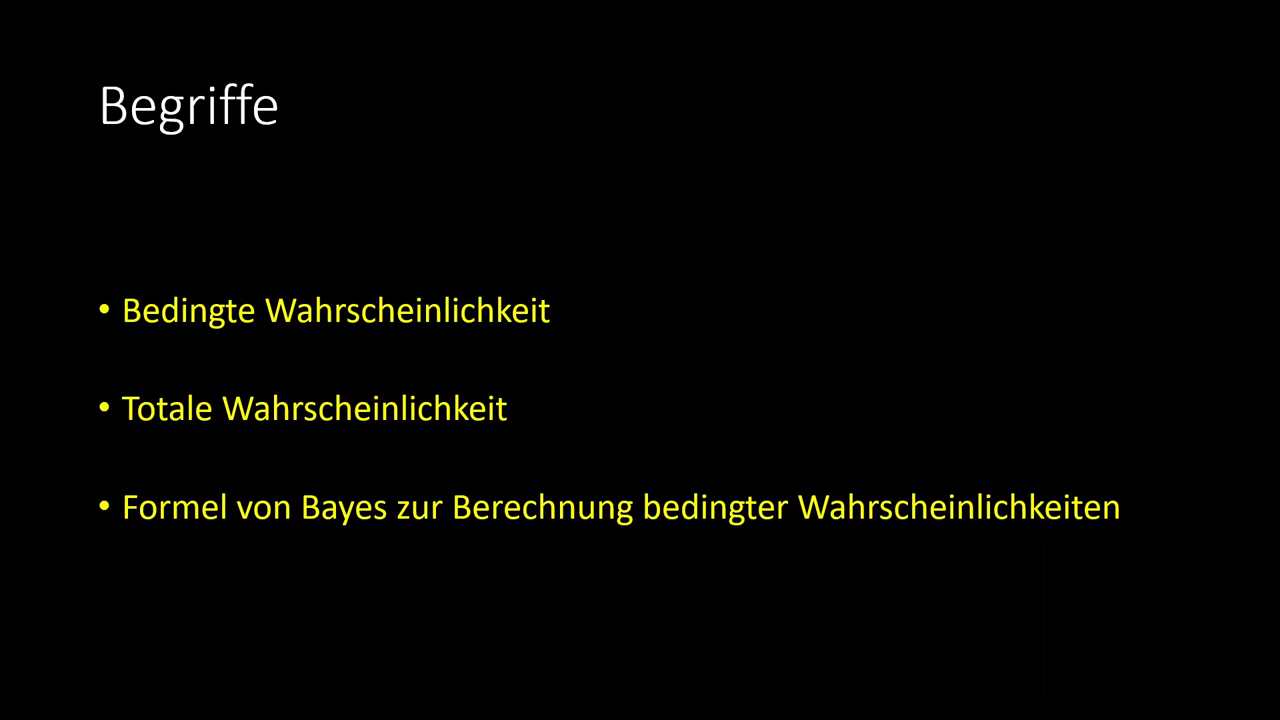 Begriffe
• Bedingte Wahrscheinlichkeit
• Totale Wahrscheinlichkeit
• Formel von Bayes zur Berechnung bedingter Wahrscheinlichkeiten